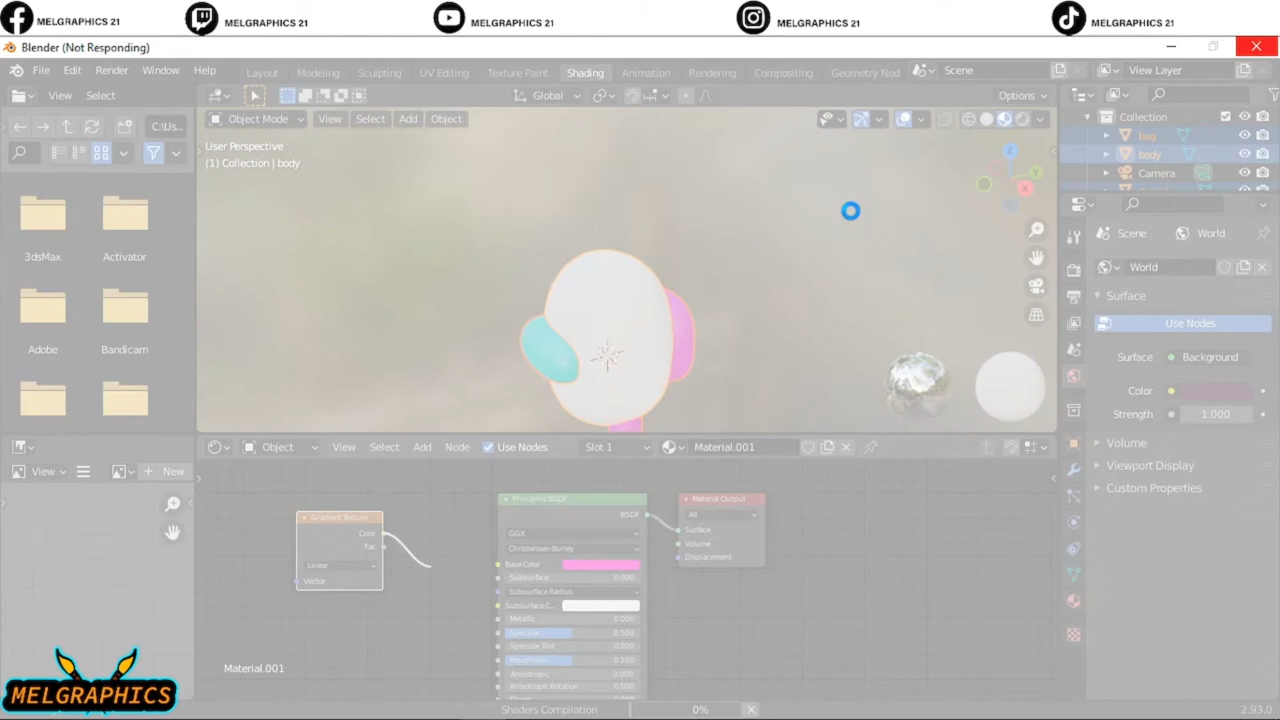 MELGRAPHICS 21 MELGRAPHICS 21 MELGRAPHICS 21 MELGRAPHICS 21 MELGRAPHICS 21
Blender (Not Responding)
File Edit Render Window Help Layout Modeling Sculpting UV Editing Texture Paint Shading Animation Rendering Compositing Geometry Nod Scene View Layer
View Select Global Options
Object Mode View Select Add Object Collection
C:\Us...
User Perspective
(1) Collection | body
bag
body
Camera
Scene World
World
3dsMax Activator
Surface
Use Nodes
Adobe Bandicam
Surface Background
Color
Strength 1.000
Volume
Viewport Display
Custom Properties
Object View Select Add Node Use Nodes Slot 1 Material.001
View New
Gradient Texture
Color
Fac
Linear
Vector
Principled BSDF
BSDF
GGX
Christensen-Burley
Base Color
Subsurface 0.000
Subsurface Radius
Subsurface C...
Metallic 0.000
Specular 0.500
Specular Tint 0.000
Roughness 0.500
Anisotropic 0.000
Anisotropic Rotation 0.000
Material Output
All
Surface
Volume
Displacement
Material.001
MELGRAPHICS
Shaders Compilation 0% 2.93.0